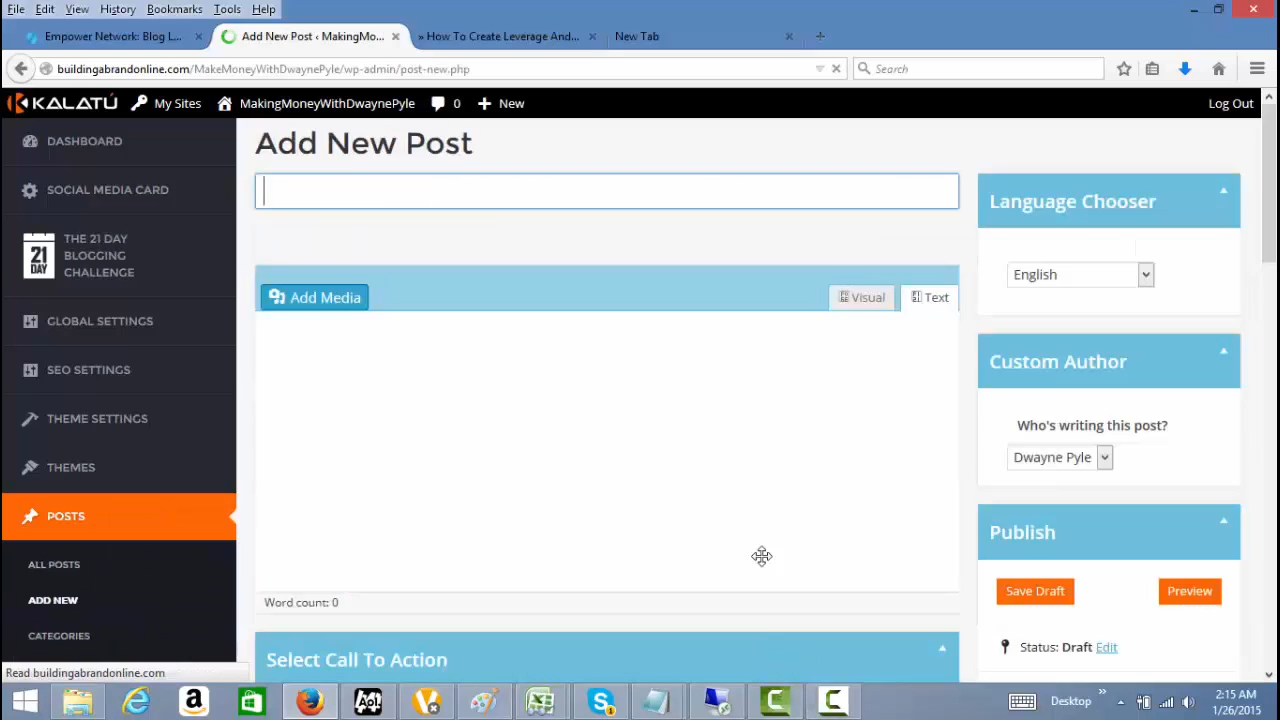 File Edit View History Bookmarks Tools Help
Empower Network: Blog L... × Add New Post ‹ MakingMo... × » How To Create Leverage And... × New Tab × +
buildingabrandonline.com/MakeMoneyWithDwaynePyle/wp-admin/post-new.php Search
KALATÚ My Sites MakingMoneyWithDwaynePyle 0 + New Log Out
DASHBOARD
SOCIAL MEDIA CARD
21 DAY
THE 21 DAY
BLOGGING
CHALLENGE
GLOBAL SETTINGS
SEO SETTINGS
THEME SETTINGS
THEMES
POSTS
ALL POSTS
ADD NEW
CATEGORIES
Add New Post
Add Media Visual Text
Word count: 0
Select Call To Action
Language Chooser
English
Custom Author
Who's writing this post?
Dwayne Pyle
Publish
Save Draft Preview
Status: Draft Edit
Read buildingabrandonline.com
Desktop » 2:15 AM
1/26/2015